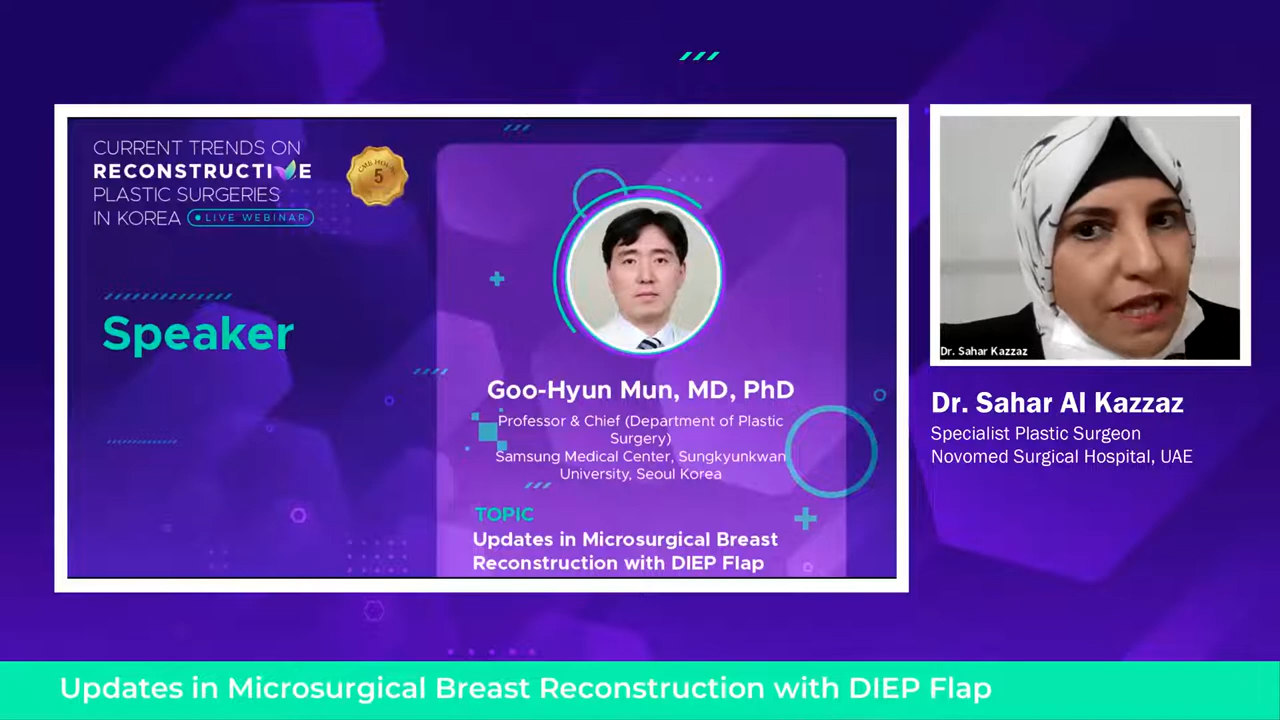 CURRENT TRENDS ON
RECONSTRUCTIVE
PLASTIC SURGERIES
IN KOREA
LIVE WEBINAR
CME HOURS
5
Speaker
Goo-Hyun Mun, MD, PhD
Professor & Chief (Department of Plastic
Surgery)
Samsung Medical Center, Sungkyunkwan
University, Seoul Korea
TOPIC
Updates in Microsurgical Breast
Reconstruction with DIEP Flap
Dr. Sahar Kazzaz
Dr. Sahar Al Kazzaz
Specialist Plastic Surgeon
Novomed Surgical Hospital, UAE
Updates in Microsurgical Breast Reconstruction with DIEP Flap